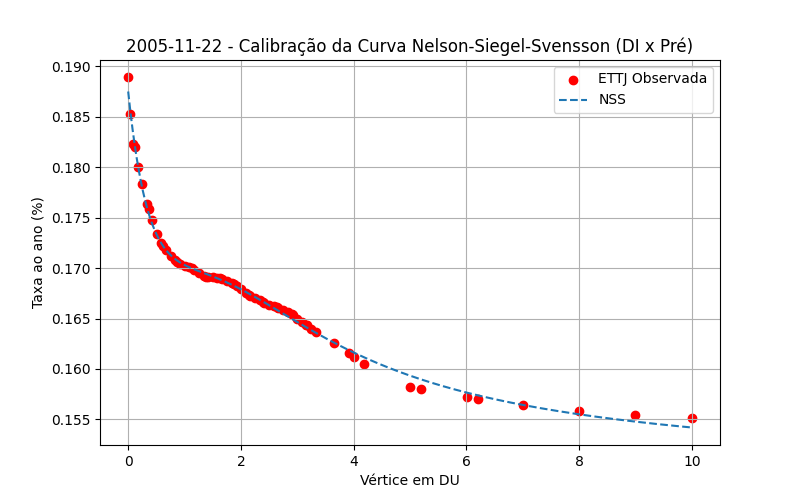 2005-11-22 - Calibração da Curva Nelson-Siegel-Svensson (DI x Pré)
ETTJ Observada
NSS
Taxa ao ano (%)
0.190
0.185
0.180
0.175
0.170
0.165
0.160
0.155
0 2 4 6 8 10
Vértice em DU